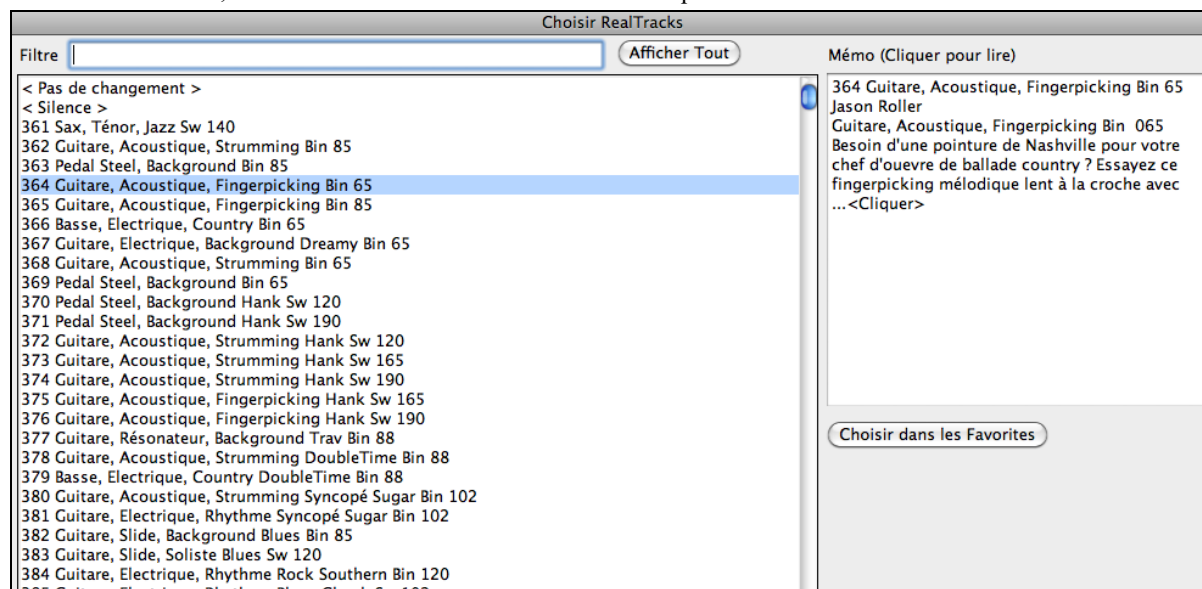 Choisir RealTracks
Filtre
Afficher Tout
Mémo (Cliquer pour lire)
< Pas de changement >
< Silence >
361 Sax, Ténor, Jazz Sw 140
362 Guitare, Acoustique, Strumming Bin 85
363 Pedal Steel, Background Bin 85
364 Guitare, Acoustique, Fingerpicking Bin 65
365 Guitare, Acoustique, Fingerpicking Bin 85
366 Basse, Electrique, Country Bin 65
367 Guitare, Electrique, Background Dreamy Bin 65
368 Guitare, Acoustique, Strumming Bin 65
369 Pedal Steel, Background Bin 65
370 Pedal Steel, Background Hank Sw 120
371 Pedal Steel, Background Hank Sw 190
372 Guitare, Acoustique, Strumming Hank Sw 120
373 Guitare, Acoustique, Strumming Hank Sw 165
374 Guitare, Acoustique, Strumming Hank Sw 190
375 Guitare, Acoustique, Fingerpicking Hank Sw 165
376 Guitare, Acoustique, Fingerpicking Hank Sw 190
377 Guitare, Résonateur, Background Trav Bin 88
378 Guitare, Acoustique, Strumming DoubleTime Bin 88
379 Basse, Electrique, Country DoubleTime Bin 88
380 Guitare, Acoustique, Strumming Syncopé Sugar Bin 102
381 Guitare, Electrique, Rhythme Syncopé Sugar Bin 102
382 Guitare, Slide, Background Blues Bin 85
383 Guitare, Slide, Soliste Blues Sw 120
384 Guitare, Electrique, Rhythme Rock Southern Bin 120
364 Guitare, Acoustique, Fingerpicking Bin 65
Jason Roller
Guitare, Acoustique, Fingerpicking Bin 065
Besoin d'une pointure de Nashville pour votre
chef d'ouevre de ballade country ? Essayez ce
fingerpicking mélodique lent à la croche avec
...<Cliquer>
Choisir dans les Favorites